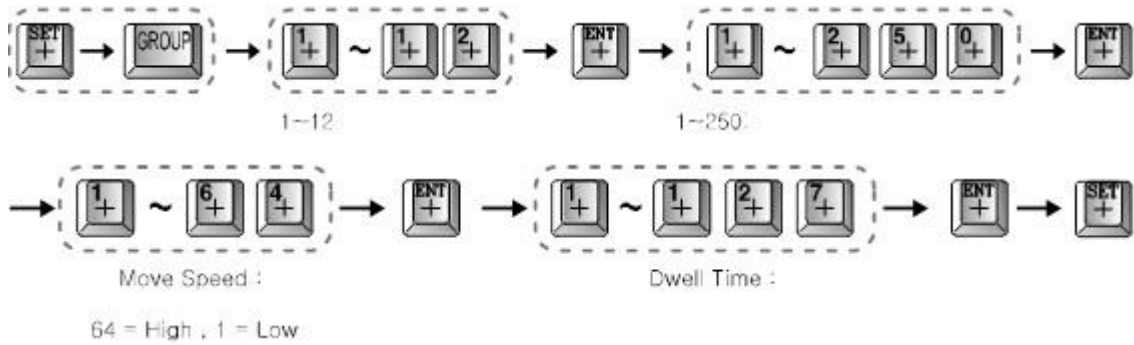 SET GROUP 1 ~ 1 2 ENT 1 ~ 2 5 0 ENT
1~12 1~250:
1 ~ 6 4 ENT 1 ~ 1 2 7 ENT SET
Move Speed : Dwell Time :
64 = High , 1 = Low